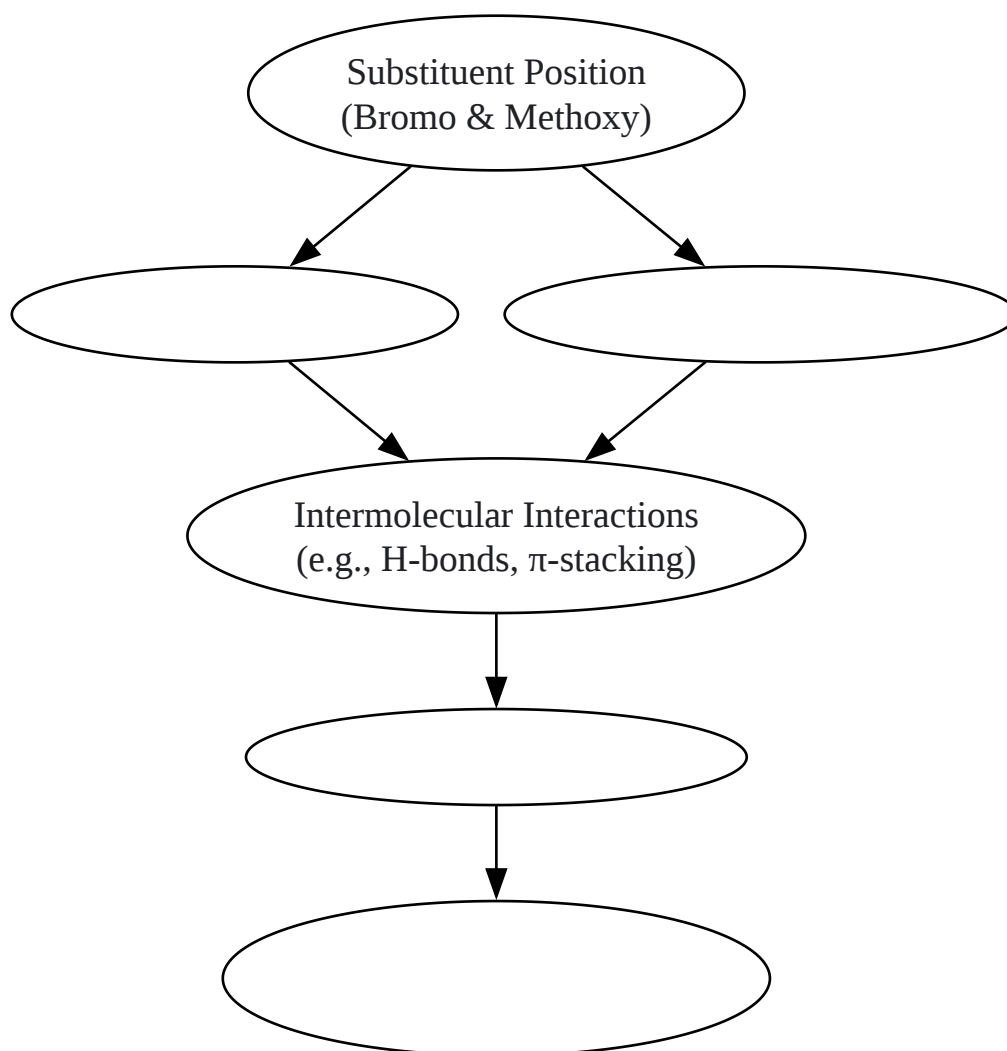 Substituent Position
(Bromo & Methoxy)
Intermolecular Interactions
(e.g., H-bonds, π-stacking)